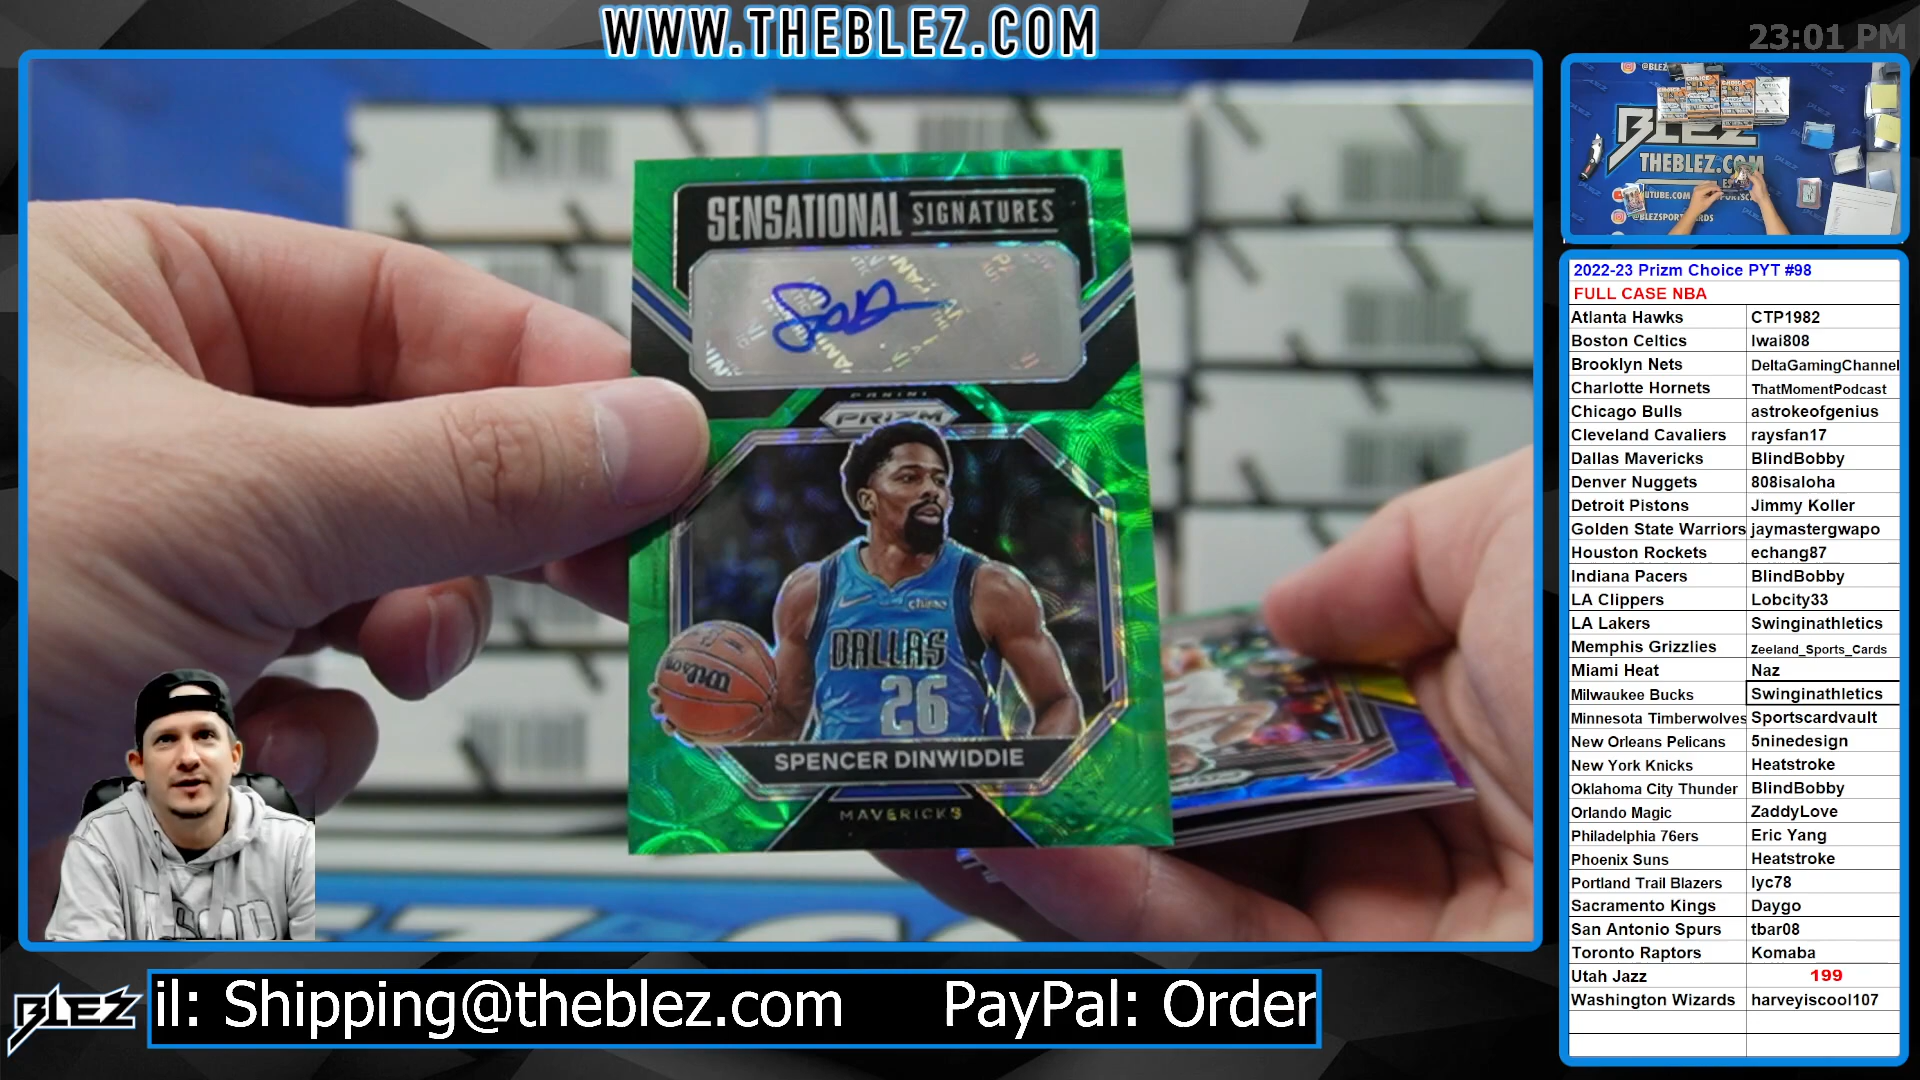 WWW.THEBLEZ.COM
23:01 PM
SENSATIONAL SIGNATURES
PANINI
PRIZM
DALLAS
26
SPENCER DINWIDDIE
MAVERICKS
@BLEZ
BLEZ
THEBLEZ.COM
2022-23 Prizm Choice PYT #98
FULL CASE NBA
Atlanta Hawks CTP1982
Boston Celtics Iwai808
Brooklyn Nets DeltaGamingChannel
Charlotte Hornets ThatMomentPodcast
Chicago Bulls astrokeofgenius
Cleveland Cavaliers raysfan17
Dallas Mavericks BlindBobby
Denver Nuggets 808isaloha
Detroit Pistons Jimmy Koller
Golden State Warriors jaymastergwapo
Houston Rockets echang87
Indiana Pacers BlindBobby
LA Clippers Lobcity33
LA Lakers Swinginathletics
Memphis Grizzlies Zeeland_Sports_Cards
Miami Heat Naz
Milwaukee Bucks Swinginathletics
Minnesota Timberwolves Sportscardvault
New Orleans Pelicans 5ninedesign
New York Knicks Heatstroke
Oklahoma City Thunder BlindBobby
Orlando Magic ZaddyLove
Philadelphia 76ers Eric Yang
Phoenix Suns Heatstroke
Portland Trail Blazers lyc78
Sacramento Kings Daygo
San Antonio Spurs tbar08
Toronto Raptors Komaba
Utah Jazz 199
Washington Wizards harveyiscool107
BLEZ
il: Shipping@theblez.com PayPal: Order